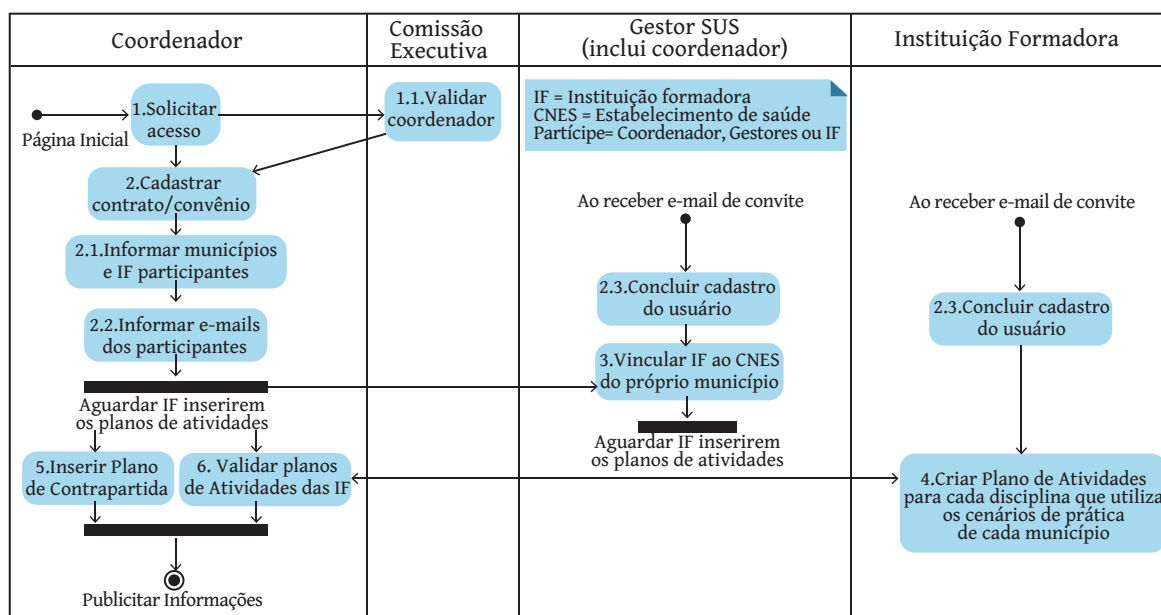 Coordenador
Comissão
Executiva
Gestor SUS
(inclui coordenador)
Instituição Formadora
Página Inicial
1.Solicitar
acesso
1.1.Validar
coordenador
2.Cadastrar
contrato/convênio
2.1.Informar municípios
e IF participantes
2.2.Informar e-mails
dos participantes
Aguardar IF inserirem
os planos de atividades
5.Inserir Plano
de Contrapartida
6. Validar planos
de Atividades das IF
Publicitar Informações
IF = Instituição formadora
CNES = Estabelecimento de saúde
Partícipe= Coordenador, Gestores ou IF
Ao receber e-mail de convite
2.3.Concluir cadastro
do usuário
3.Vincular IF ao CNES
do próprio município
Aguardar IF inserirem
os planos de atividades
Ao receber e-mail de convite
2.3.Concluir cadastro
do usuário
4.Criar Plano de Atividades
para cada disciplina que utiliza
os cenários de prática
de cada município